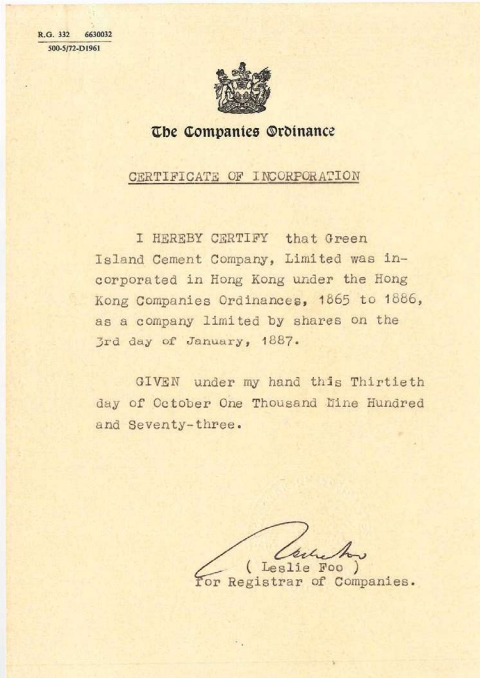 R.G. 332 6630032
500-5/72-D1961
The Companies Ordinance
CERTIFICATE OF INCORPORATION
I HEREBY CERTIFY that Green
Island Cement Company, Limited was in-
corporated in Hong Kong under the Hong
Kong Companies Ordinances, 1865 to 1886,
as a company limited by shares on the
3rd day of January, 1887.
GIVEN under my hand this Thirtieth
day of October One Thousand Nine Hundred
and Seventy-three.
( Leslie Foo )
for Registrar of Companies.